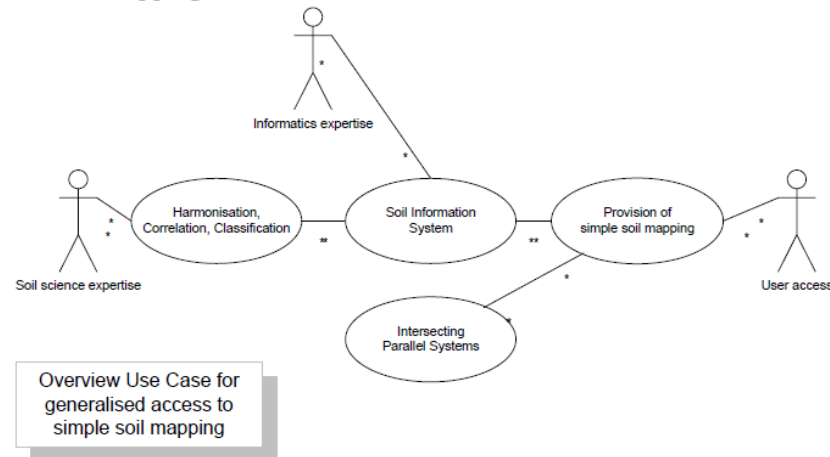 *
Informatics expertise
*
Harmonisation,
Correlation, Classification
Soil Information
System
Provision of
simple soil mapping
*
*
**
**
*
*
Soil science expertise
User access
*
*
Intersecting
Parallel Systems
Overview Use Case for
generalised access to
simple soil mapping